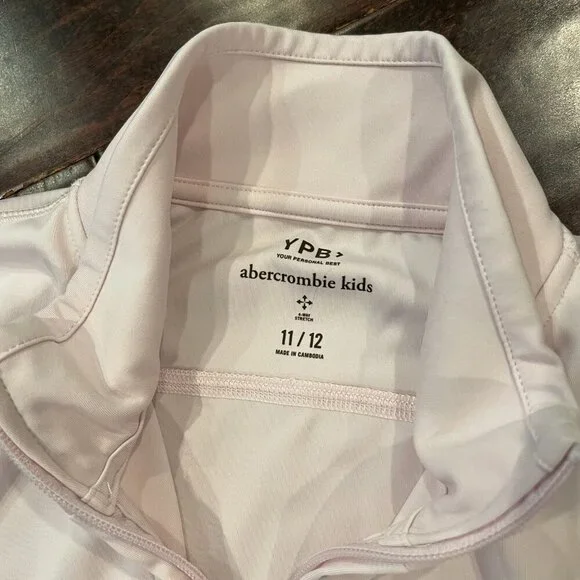 YPB
YOUR PERSONAL BEST
abercrombie kids
4-WAY
STRETCH
11 / 12
MADE IN CAMBODIA